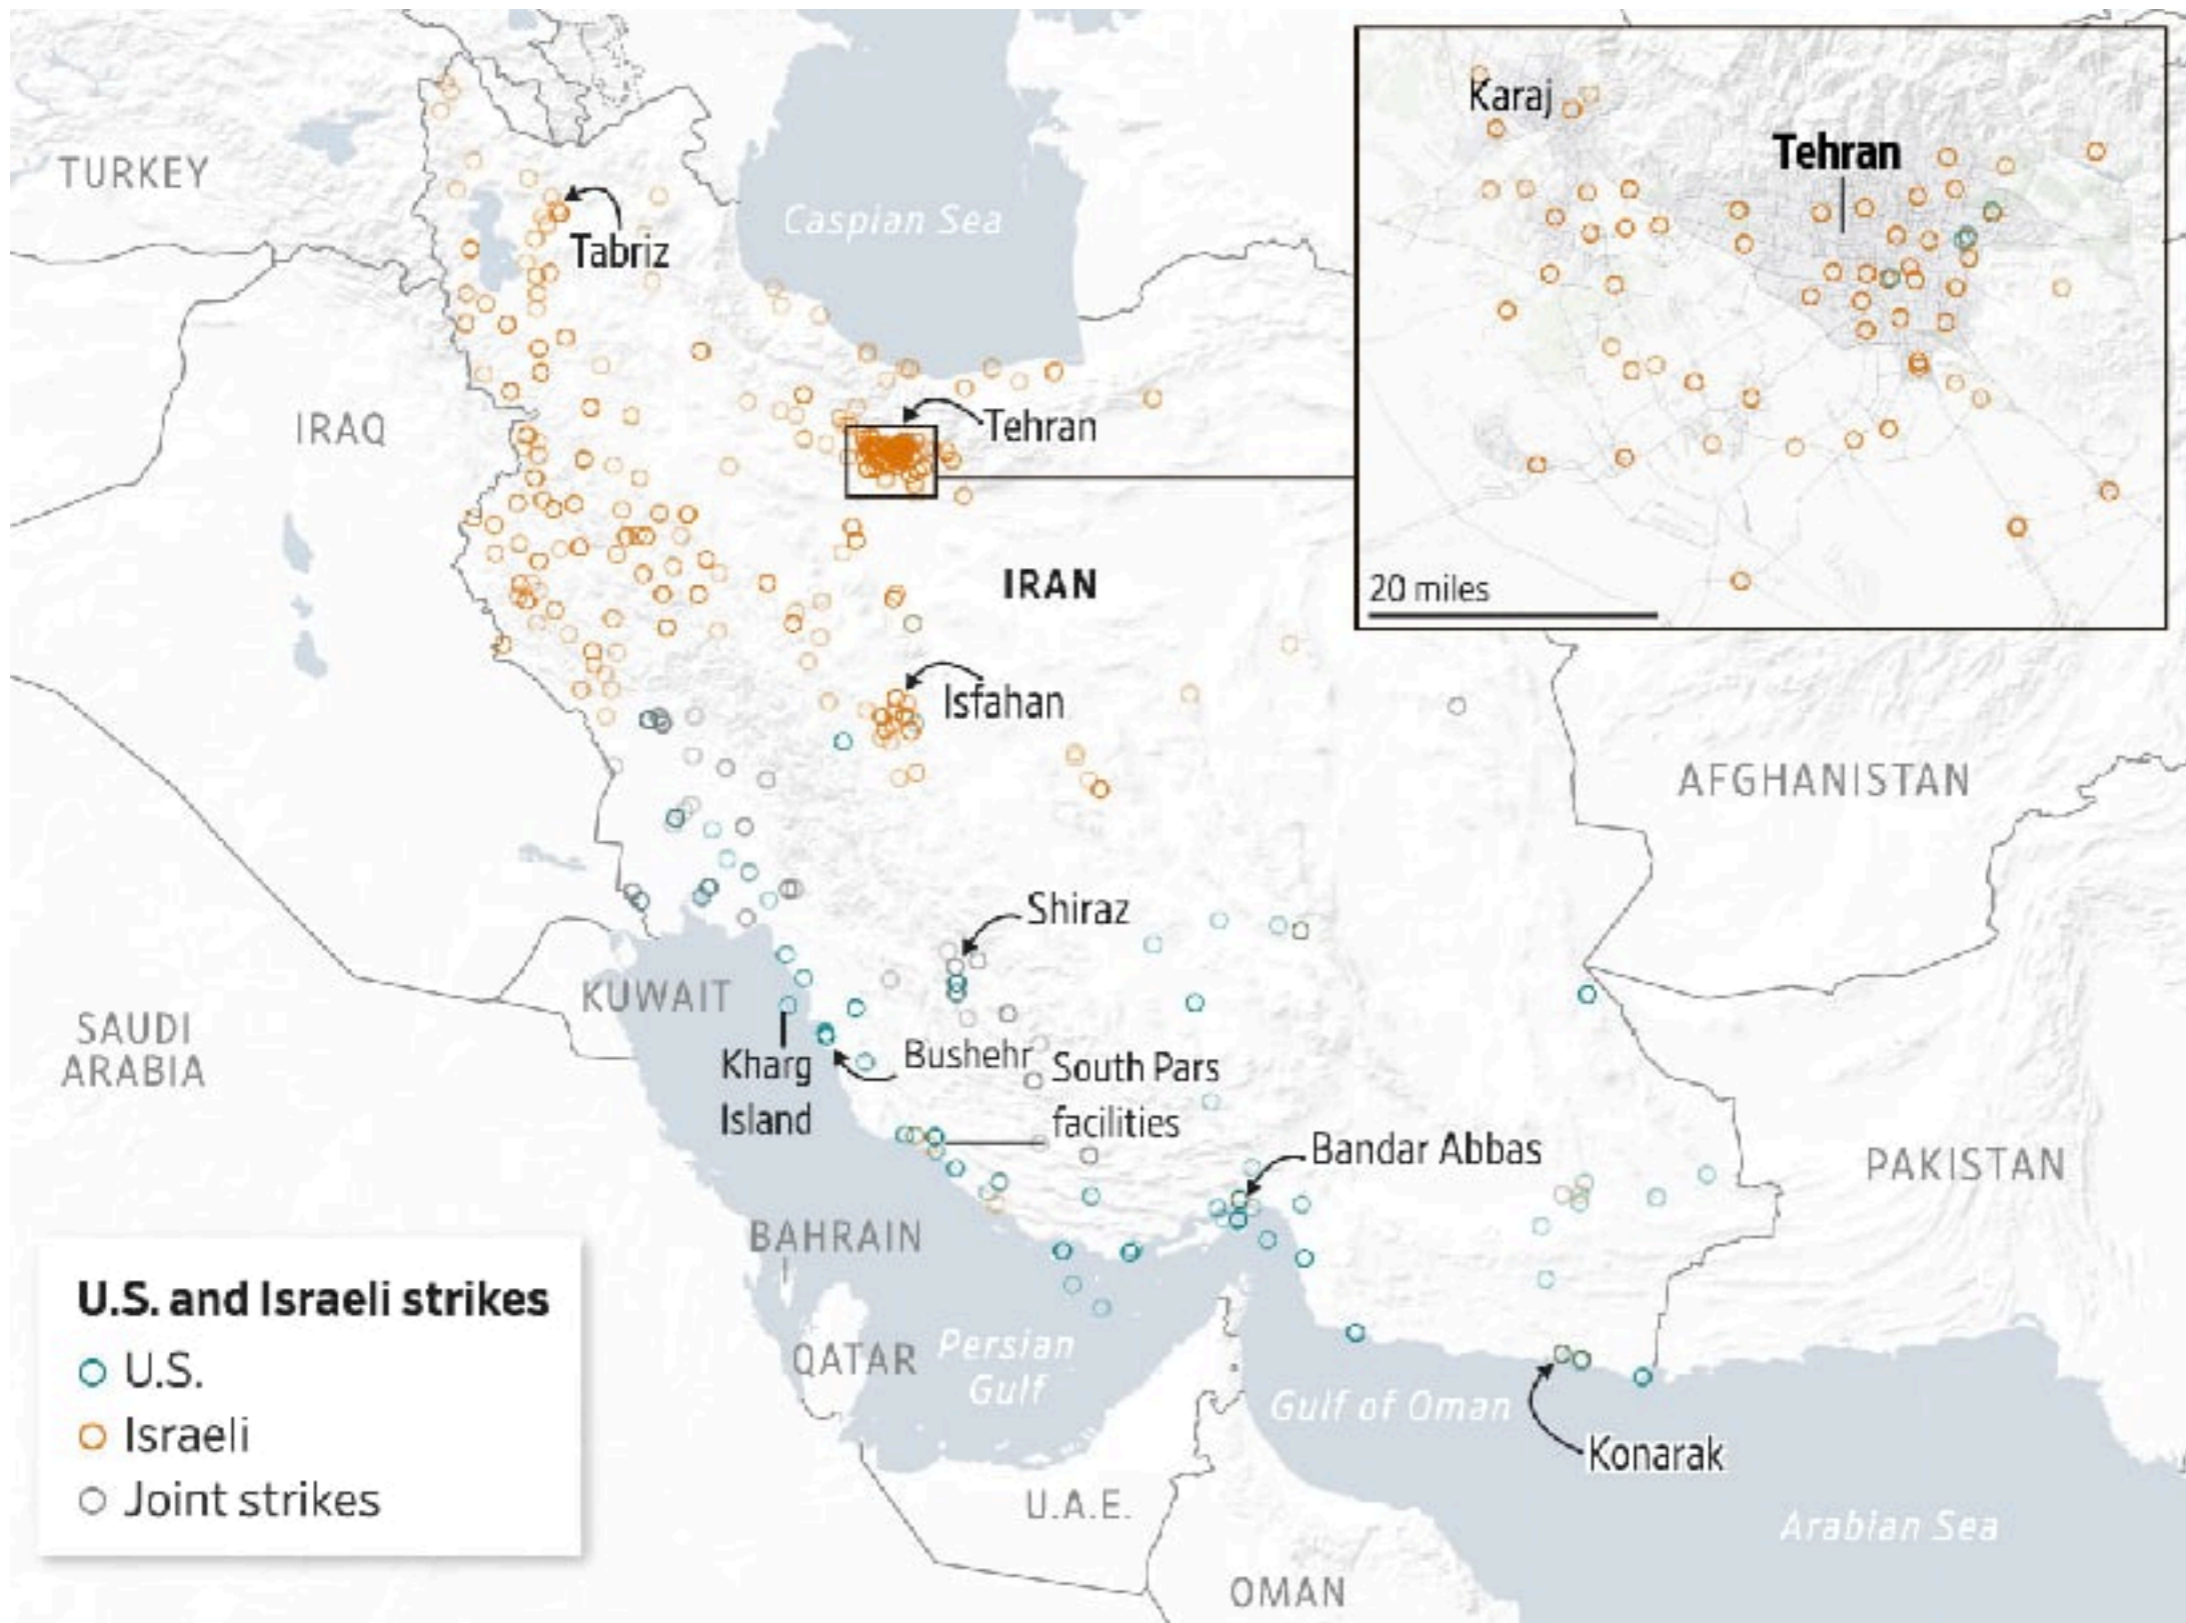 TURKEY
Caspian Sea
Tabriz
IRAQ
Tehran
IRAN
Isfahan
AFGHANISTAN
Shiraz
KUWAIT
SAUDI
ARABIA
Kharg
Island
Bushehr
South Pars
facilities
Bandar Abbas
PAKISTAN
BAHRAIN
QATAR
Persian
Gulf
Gulf of Oman
Konarak
U.A.E.
Arabian Sea
OMAN
Karaj
Tehran
20 miles
U.S. and Israeli strikes
U.S.
Israeli
Joint strikes